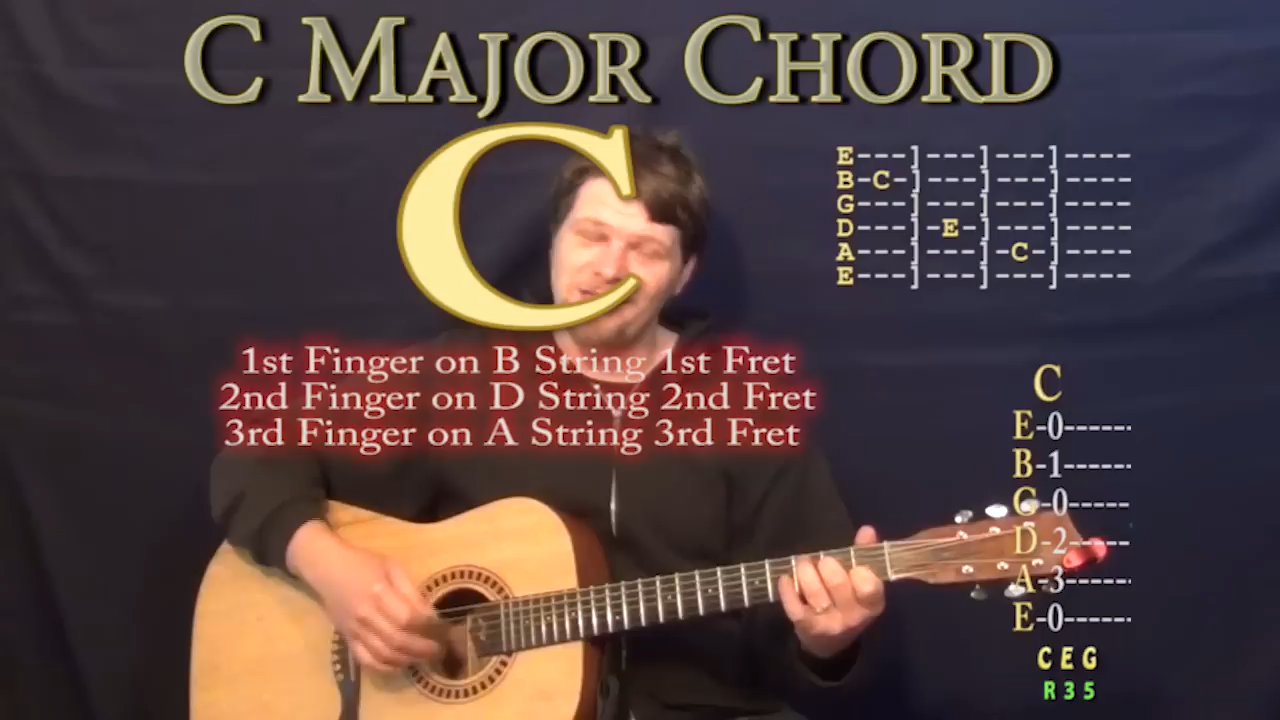 C MAJOR CHORD
C
1st Finger on B String 1st Fret
2nd Finger on D String 2nd Fret
3rd Finger on A String 3rd Fret
E---]---]---]----
B-C-]---]---]----
G---]---]---]----
D---]-E-]---]----
A---]---]-C-]----
E---]---]---]----
C
E-0------
B-1------
G-0------
D-2------
A-3------
E-0------
C E G
R 3 5